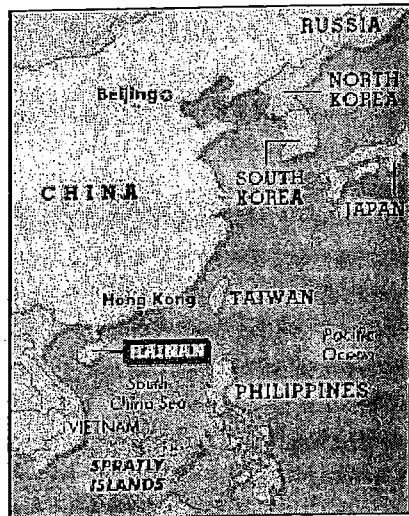 RUSSIA
Beijing
NORTH
KOREA
CHINA
SOUTH
KOREA
JAPAN
Hong Kong
TAIWAN
HAINAN
Pacific
Ocean
South
China Sea
PHILIPPINES
VIETNAM
SPRATLY
ISLANDS